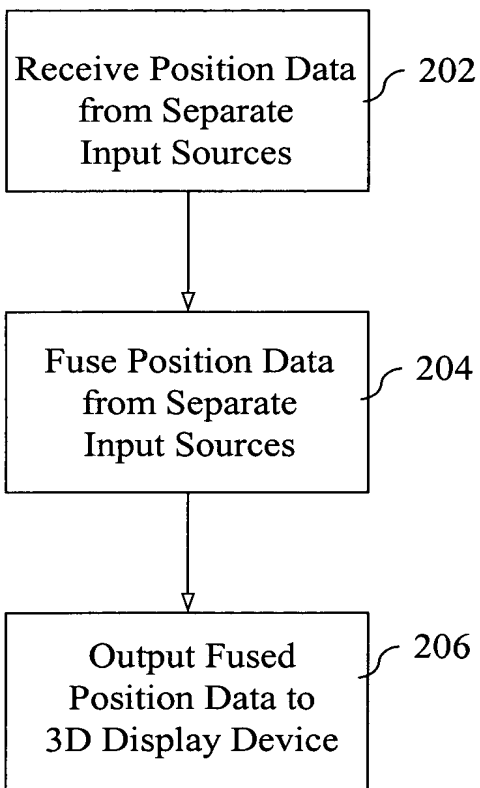 Receive Position Data
from Separate
Input Sources
202
Fuse Position Data
from Separate
Input Sources
204
Output Fused
Position Data to
3D Display Device
206